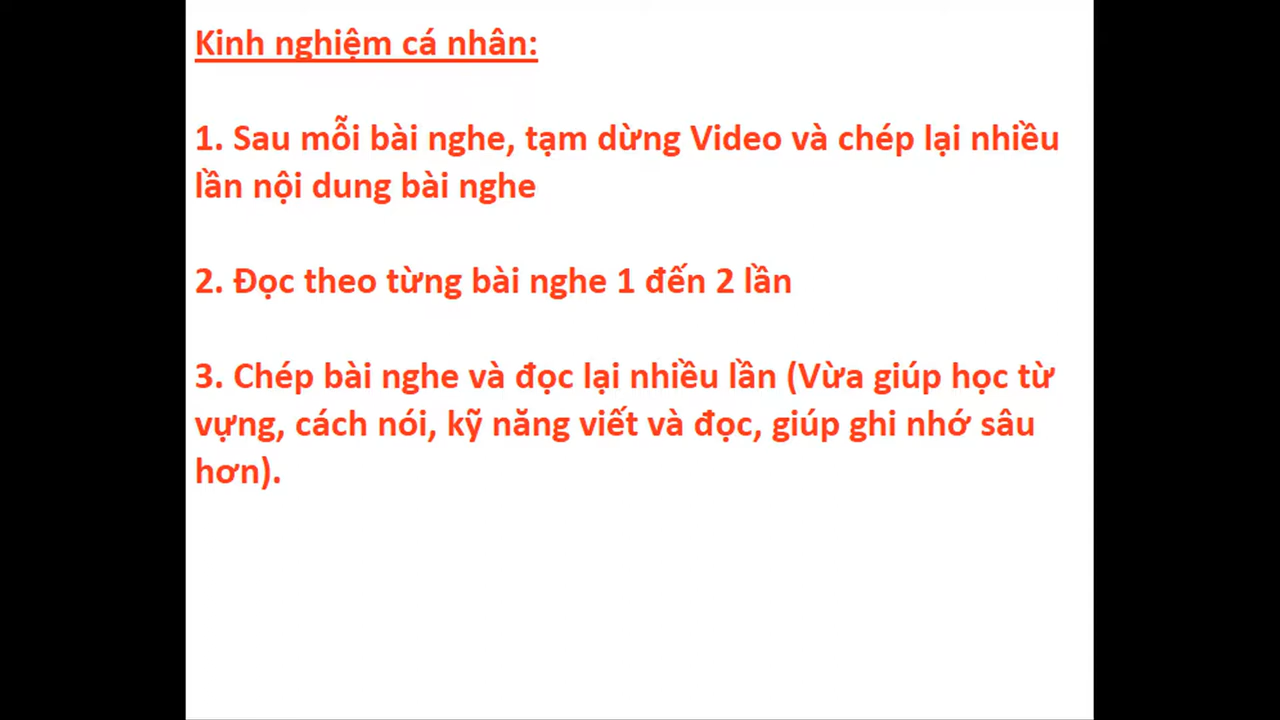 Kinh nghiệm cá nhân:
1. Sau mỗi bài nghe, tạm dừng Video và chép lại nhiều
lần nội dung bài nghe
2. Đọc theo từng bài nghe 1 đến 2 lần
3. Chép bài nghe và đọc lại nhiều lần (Vừa giúp học từ
vựng, cách nói, kỹ năng viết và đọc, giúp ghi nhớ sâu
hơn).